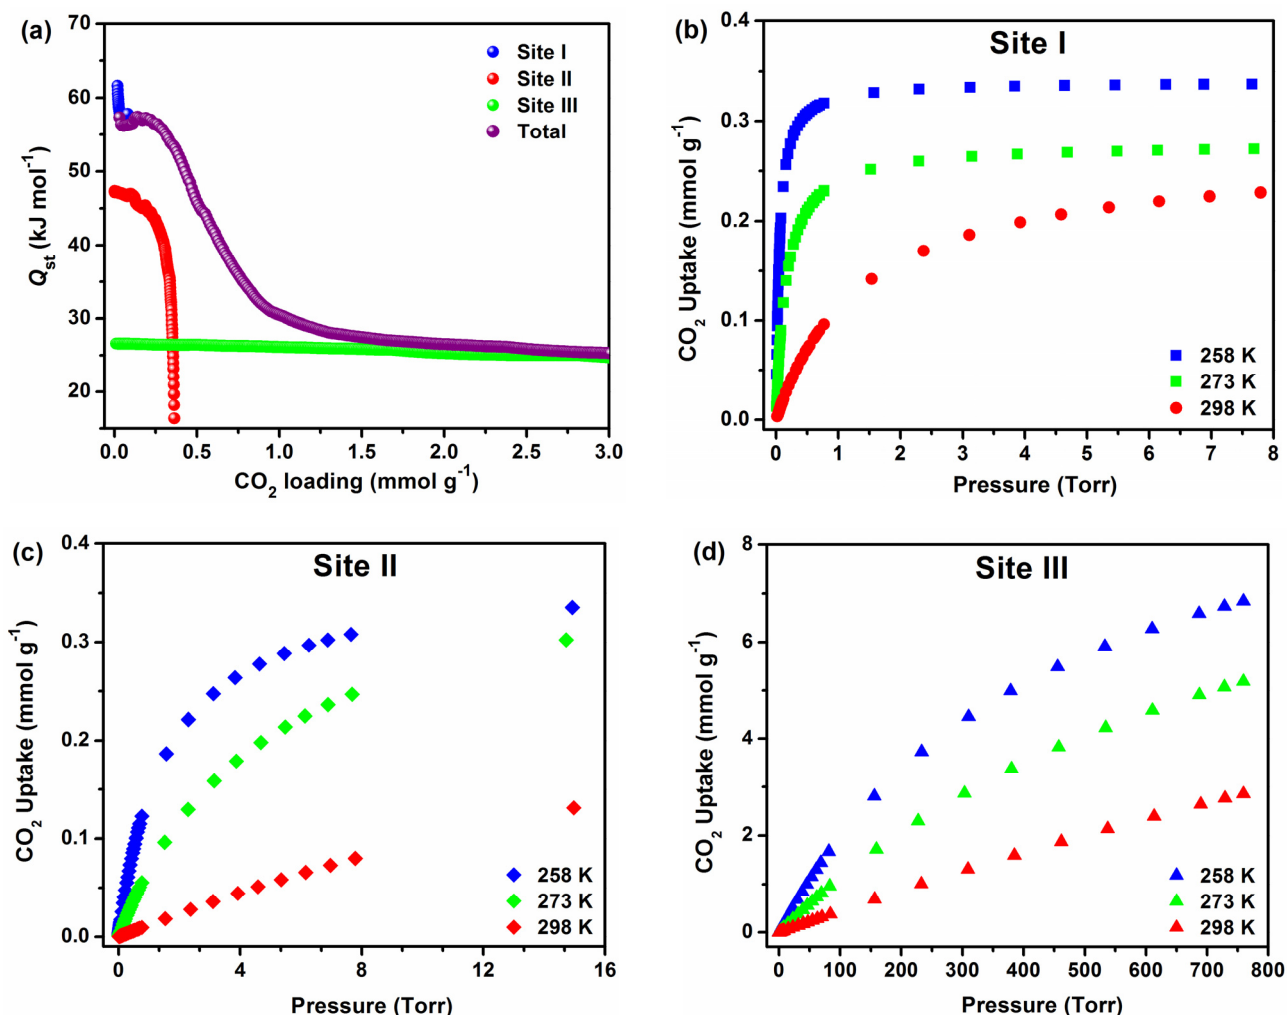 (a)
70
60
50
40
30
20
Qst (kJ mol⁻¹)
Site I
Site II
Site III
Total
0.0 0.5 1.0 1.5 2.0 2.5 3.0
CO₂ loading (mmol g⁻¹)
(b)
Site I
0.4
0.3
0.2
0.1
0.0
CO₂ Uptake (mmol g⁻¹)
258 K
273 K
298 K
0 1 2 3 4 5 6 7 8
Pressure (Torr)
(c)
Site II
0.4
0.3
0.2
0.1
0.0
CO₂ Uptake (mmol g⁻¹)
258 K
273 K
298 K
0 4 8 12 16
Pressure (Torr)
(d)
Site III
8
6
4
2
0
CO₂ Uptake (mmol g⁻¹)
258 K
273 K
298 K
0 100 200 300 400 500 600 700 800
Pressure (Torr)